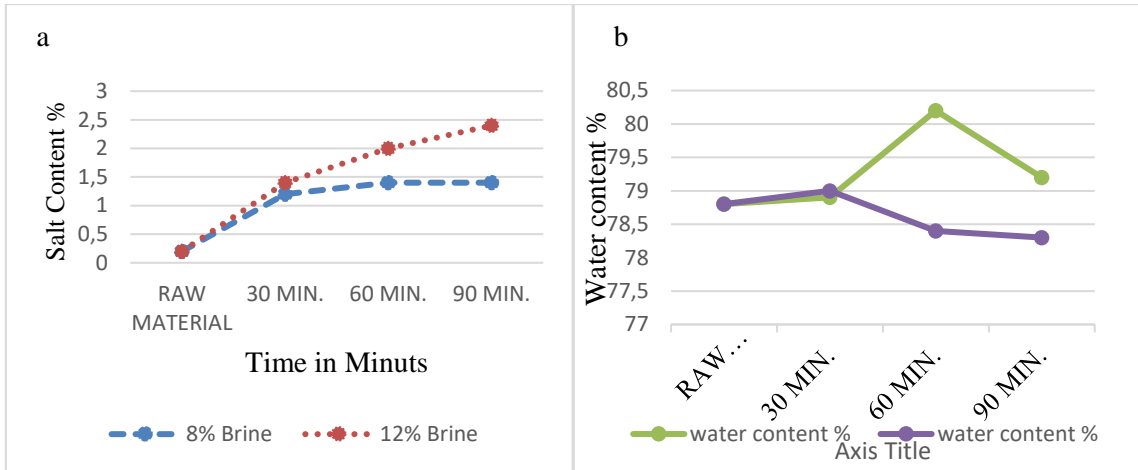 a
Salt Content %
3
2,5
2
1,5
1
0,5
0
RAW MATERIAL
30 MIN.
60 MIN.
90 MIN.
Time in Minuts
8% Brine
12% Brine
b
Water content %
80,5
80
79,5
79
78,5
78
77,5
77
RAW…
30 MIN.
60 MIN.
90 MIN.
water content %
water content %
Axis Title